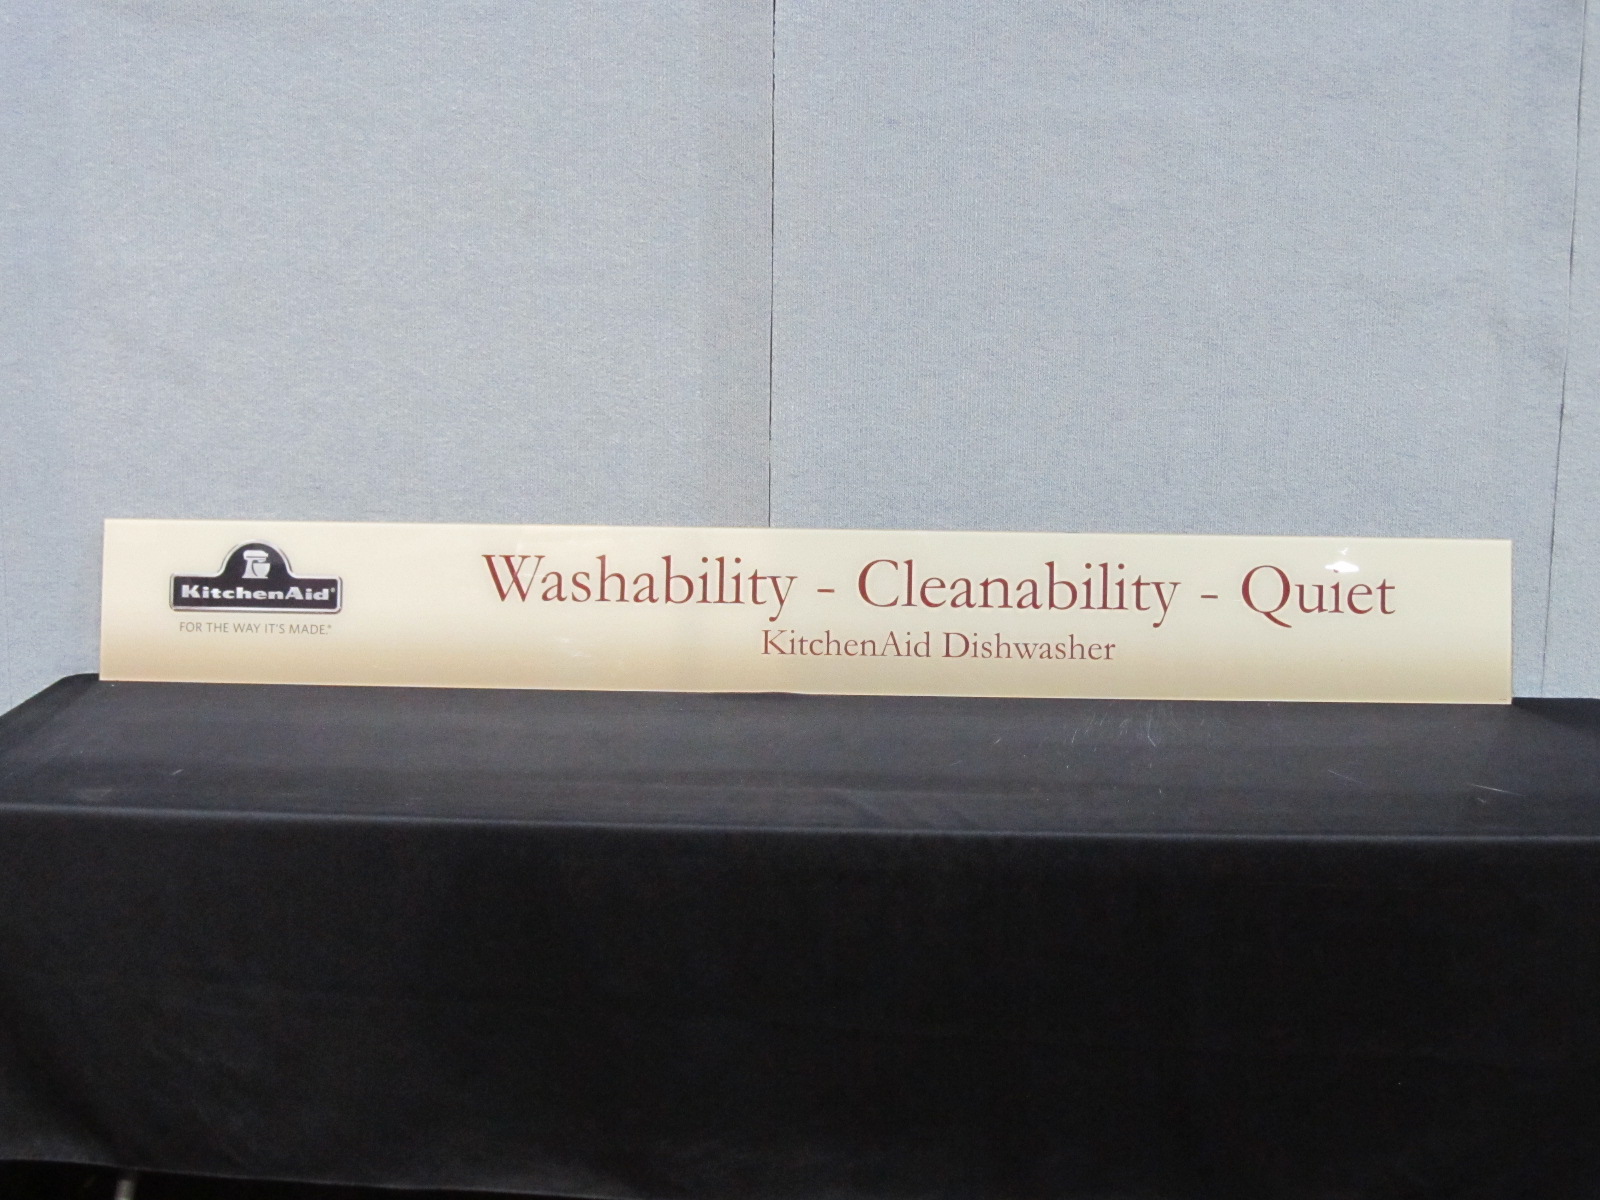 KitchenAid®
FOR THE WAY IT'S MADE.®
Washability - Cleanability - Quiet
KitchenAid Dishwasher